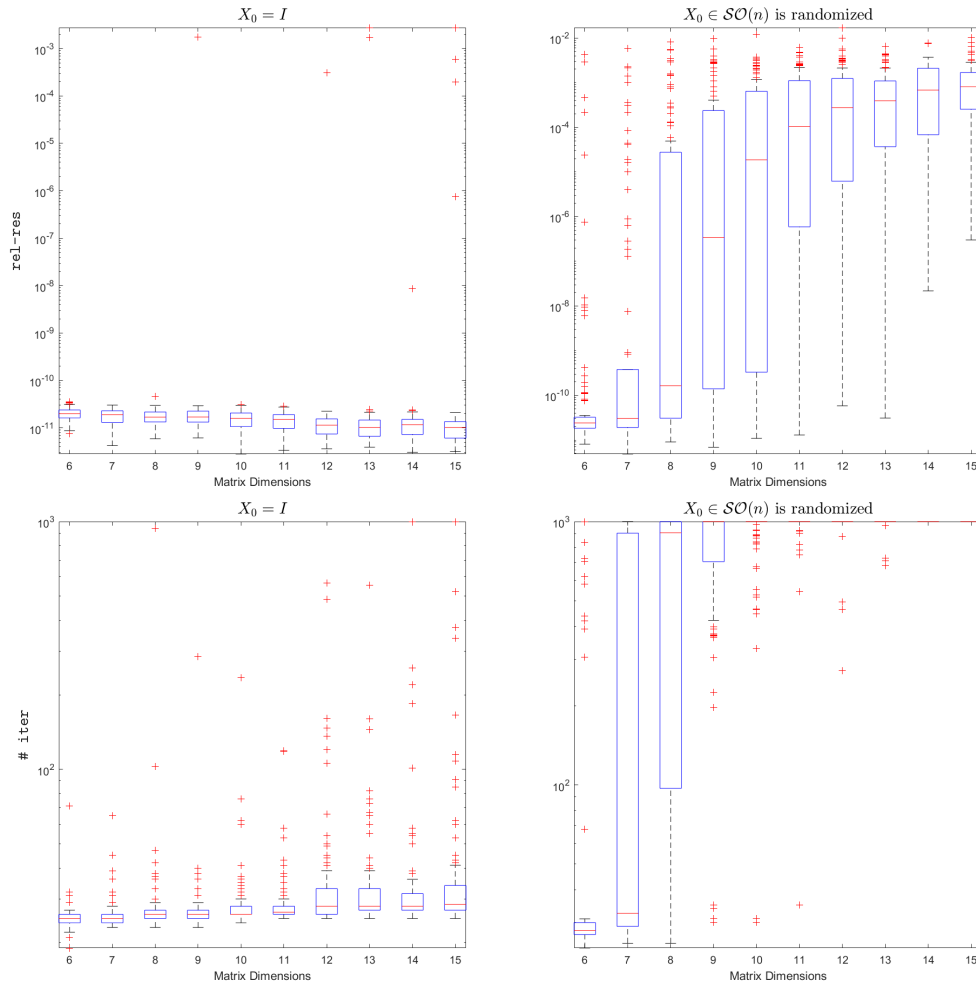 X₀ = I
10⁻³
10⁻⁴
10⁻⁵
10⁻⁶
10⁻⁷
10⁻⁸
10⁻⁹
10⁻¹⁰
10⁻¹¹
rel-res
6 7 8 9 10 11 12 13 14 15
Matrix Dimensions
X₀ ∈ 𝒮𝒪(n) is randomized
10⁻²
10⁻⁴
10⁻⁶
10⁻⁸
10⁻¹⁰
6 7 8 9 10 11 12 13 14 15
Matrix Dimensions
X₀ = I
10³
10²
# iter
6 7 8 9 10 11 12 13 14 15
Matrix Dimensions
X₀ ∈ 𝒮𝒪(n) is randomized
10³
10²
6 7 8 9 10 11 12 13 14 15
Matrix Dimensions